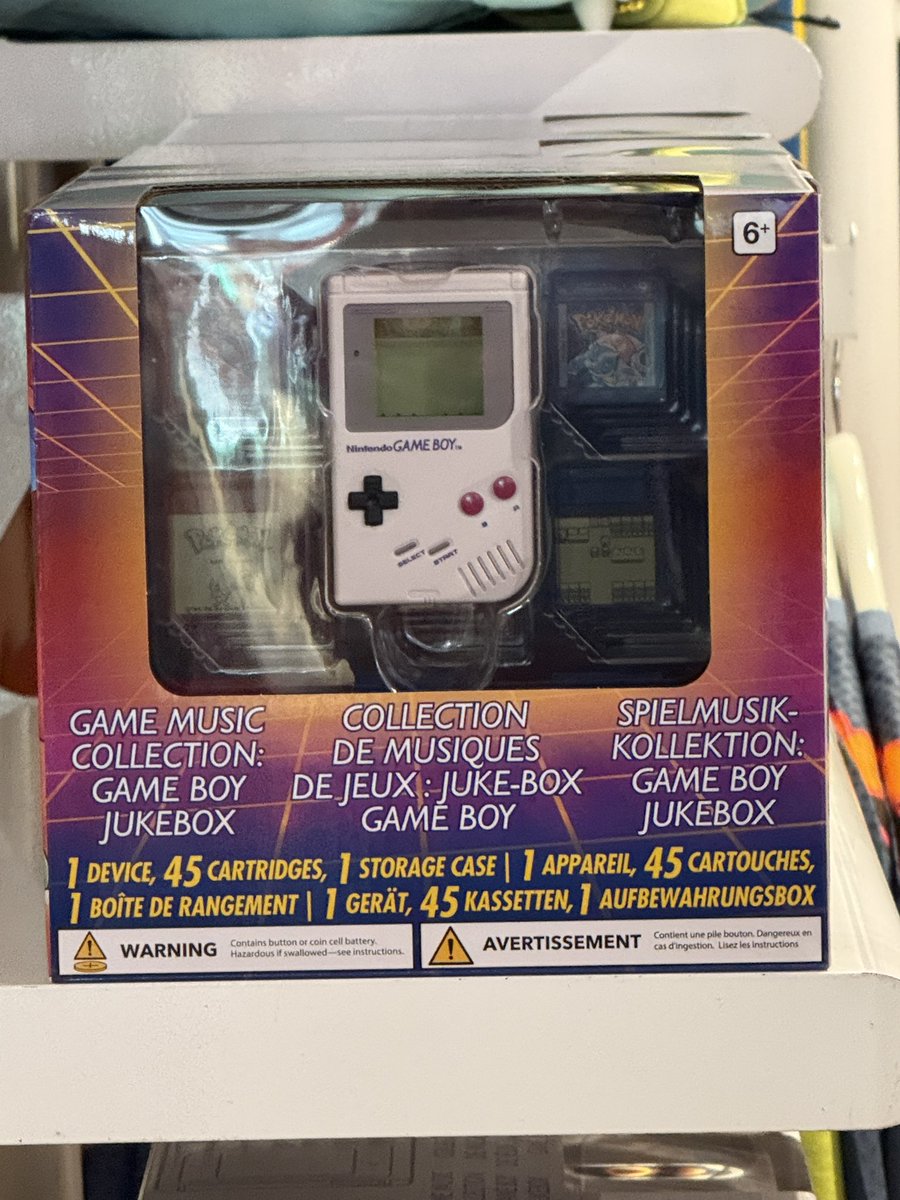 6+
POKÉMON
Nintendo GAME BOY™
SELECT
START
GAME MUSIC
COLLECTION:
GAME BOY
JUKEBOX
COLLECTION
DE MUSIQUES
DE JEUX : JUKE-BOX
GAME BOY
SPIELMUSIK-
KOLLEKTION:
GAME BOY
JUKEBOX
1 DEVICE, 45 CARTRIDGES, 1 STORAGE CASE | 1 APPAREIL, 45 CARTOUCHES,
1 BOÎTE DE RANGEMENT | 1 GERÄT, 45 KASSETTEN, 1 AUFBEWAHRUNGSBOX
WARNING
Contains button or coin cell battery.
Hazardous if swallowed—see instructions.
AVERTISSEMENT
Contient une pile bouton. Dangereux en
cas d'ingestion. Lisez les instructions